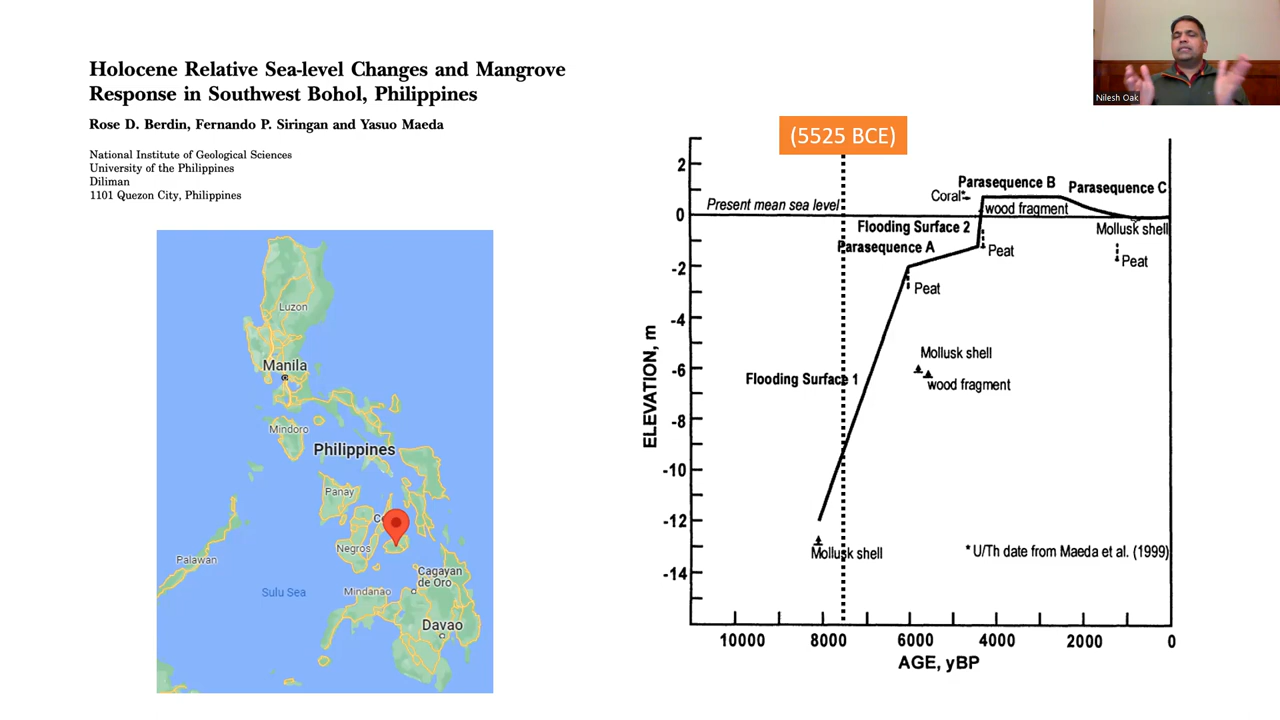 Holocene Relative Sea-level Changes and Mangrove
Response in Southwest Bohol, Philippines
Rose D. Berdin, Fernando P. Siringan and Yasuo Maeda
National Institute of Geological Sciences
University of the Philippines
Diliman
1101 Quezon City, Philippines
Luzon
Manila
Mindoro
Philippines
Panay
Negros
Palawan
Cagayan
de Oro
Sulu Sea
Mindanao
Davao
Nilesh Oak
(5525 BCE)
2
0
-2
-4
-6
-8
-10
-12
-14
ELEVATION, m
Parasequence B
Parasequence C
Coral*
Present mean sea level
wood fragment
Flooding Surface 2
Mollusk shell
Parasequence A
Peat
Peat
Peat
Mollusk shell
Flooding Surface 1
wood fragment
Mollusk shell
* U/Th date from Maeda et al. (1999)
10000 8000 6000 4000 2000 0
AGE, yBP